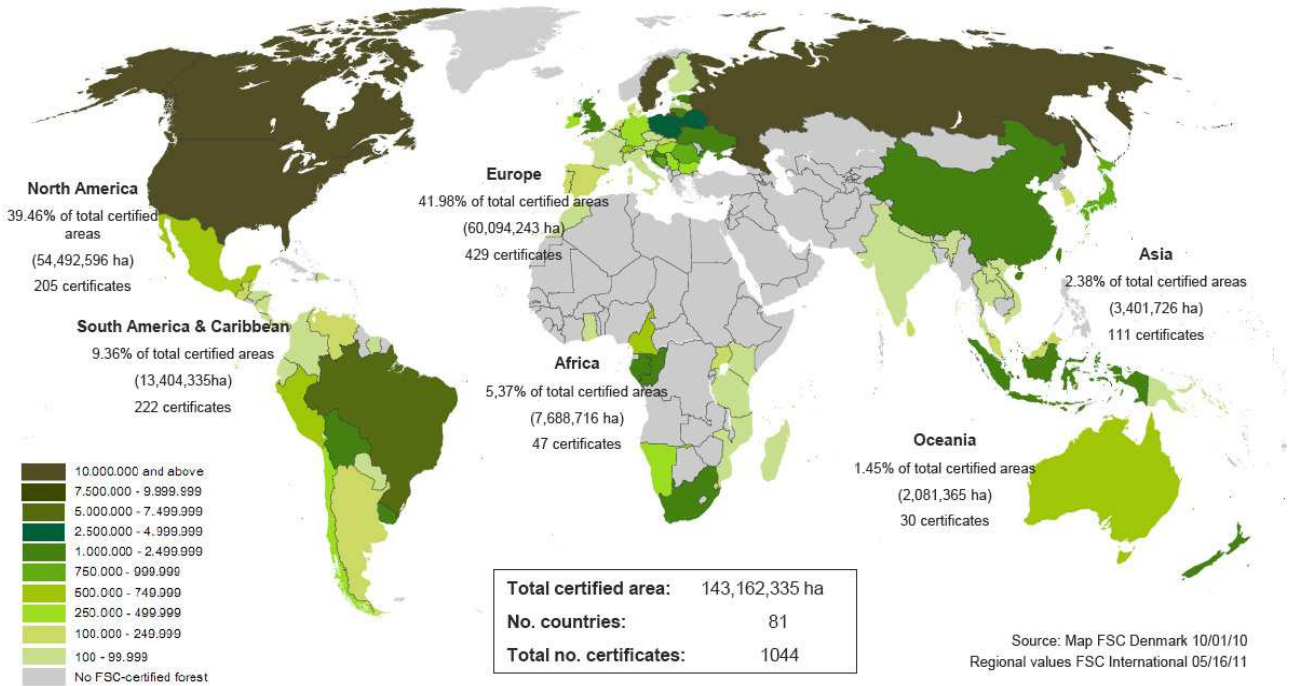 North America
39.46% of total certified
areas
(54,492,596 ha)
205 certificates
South America & Caribbean
9.36% of total certified areas
(13,404,335ha)
222 certificates
Europe
41.98% of total certified areas
(60,094,243 ha)
429 certificates
Africa
5,37% of total certified areas
(7,688,716 ha)
47 certificates
Asia
2.38% of total certified areas
(3,401,726 ha)
111 certificates
Oceania
1.45% of total certified areas
(2,081,365 ha)
30 certificates
10.000.000 and above
7.500.000 - 9.999.999
5.000.000 - 7.499.999
2.500.000 - 4.999.999
1.000.000 - 2.499.999
750.000 - 999.999
500.000 - 749.999
250.000 - 499.999
100.000 - 249.999
100 - 99.999
No FSC-certified forest
Total certified area: 143,162,335 ha
No. countries: 81
Total no. certificates: 1044
Source: Map FSC Denmark 10/01/10
Regional values FSC International 05/16/11